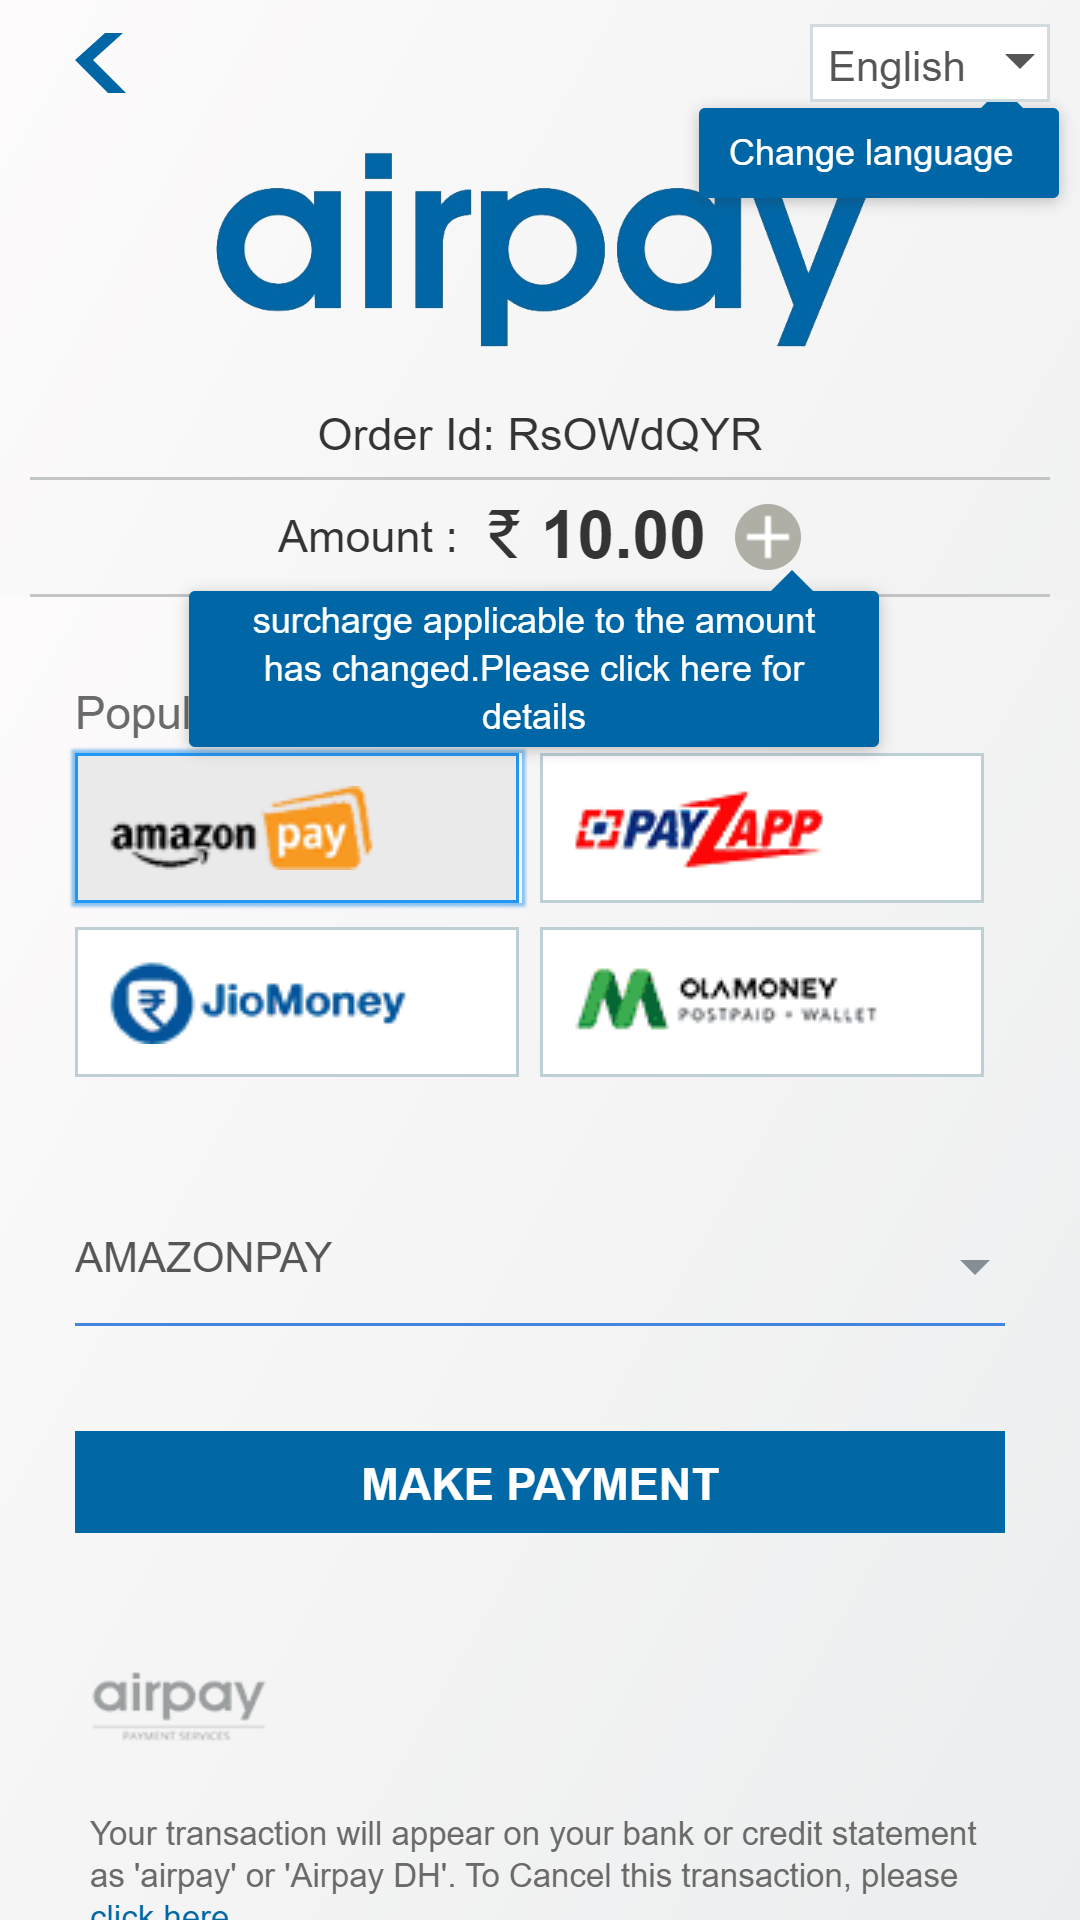 English
Change language
airpay
Order Id: RsOWdQYR
Amount : ₹ 10.00
surcharge applicable to the amount
has changed.Please click here for
details
Popul
amazon pay
PAYZAPP
JioMoney
OLAMONEY
POSTPAID • WALLET
AMAZONPAY
MAKE PAYMENT
airpay
PAYMENT SERVICES
Your transaction will appear on your bank or credit statement
as 'airpay' or 'Airpay DH'. To Cancel this transaction, please
click here